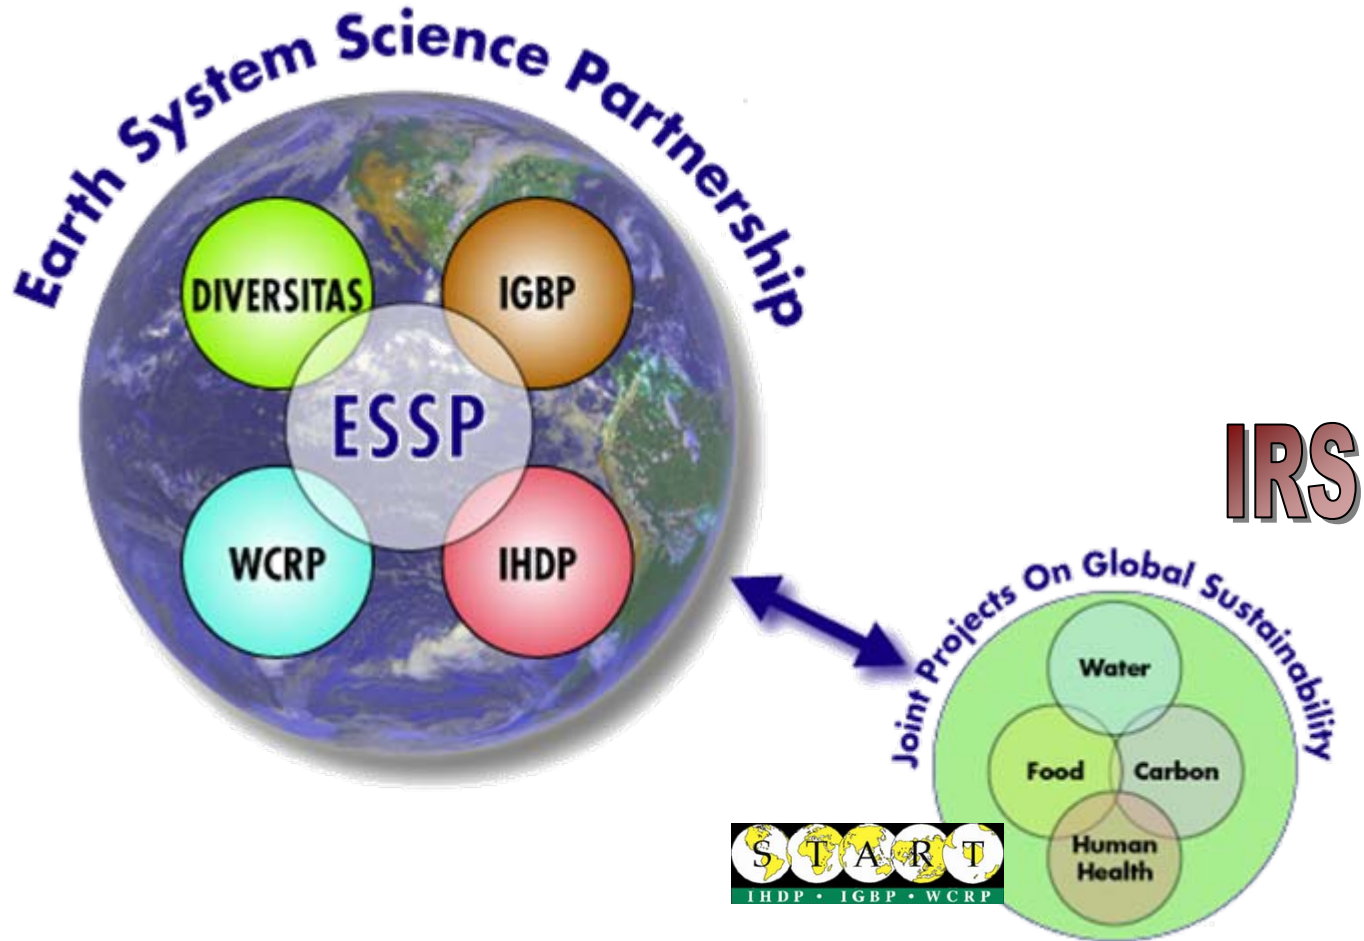 Earth System Science Partnership
DIVERSITAS
IGBP
ESSP
WCRP
IHDP
IRS
Joint Projects On Global Sustainability
Water
Food
Carbon
Human
Health
START
IHDP • IGBP • WCRP